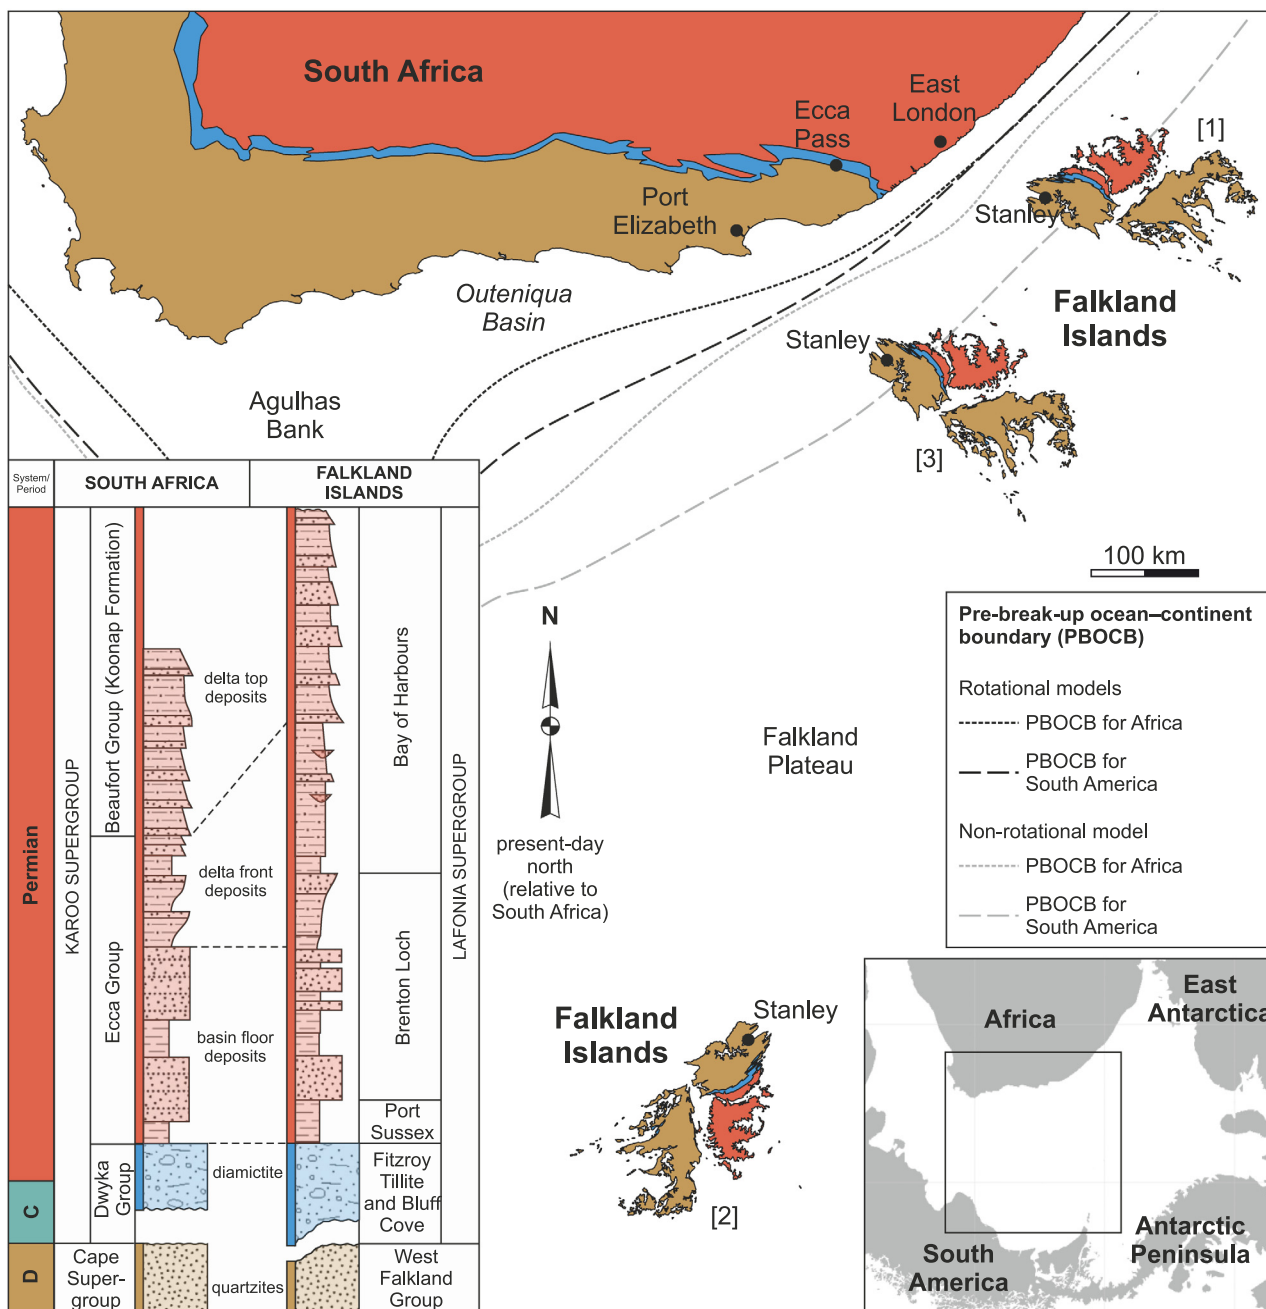 South Africa
Ecca
Pass
East
London
[1]
Port
Elizabeth
Stanley
Outeniqua
Basin
Falkland
Islands
Stanley
Agulhas
Bank
[3]
System/
Period
SOUTH AFRICA
FALKLAND
ISLANDS
100 km
Permian
C
D
KAROO SUPERGROUP
Beaufort Group (Koonap Formation)
Ecca Group
Dwyka
Group
Cape
Super-
group
delta top
deposits
delta front
deposits
basin floor
deposits
diamictite
quartzites
Bay of Harbours
Brenton Loch
Port
Sussex
Fitzroy
Tillite
and Bluff
Cove
West
Falkland
Group
LAFONIA SUPERGROUP
N
present-day
north
(relative to
South Africa)
Falkland
Plateau
Pre-break-up ocean–continent
boundary (PBOCB)
Rotational models
PBOCB for Africa
PBOCB for
South America
Non-rotational model
PBOCB for Africa
PBOCB for
South America
Falkland
Islands
Stanley
[2]
Africa
East
Antarctica
South
America
Antarctic
Peninsula